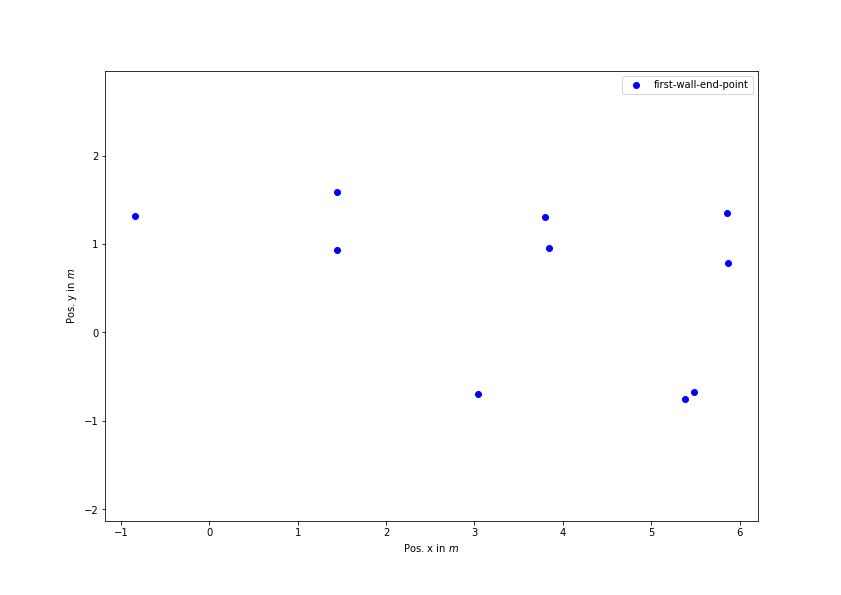 first-wall-end-point
2
1
0
−1
−2
Pos. y in m
−1 0 1 2 3 4 5 6
Pos. x in m